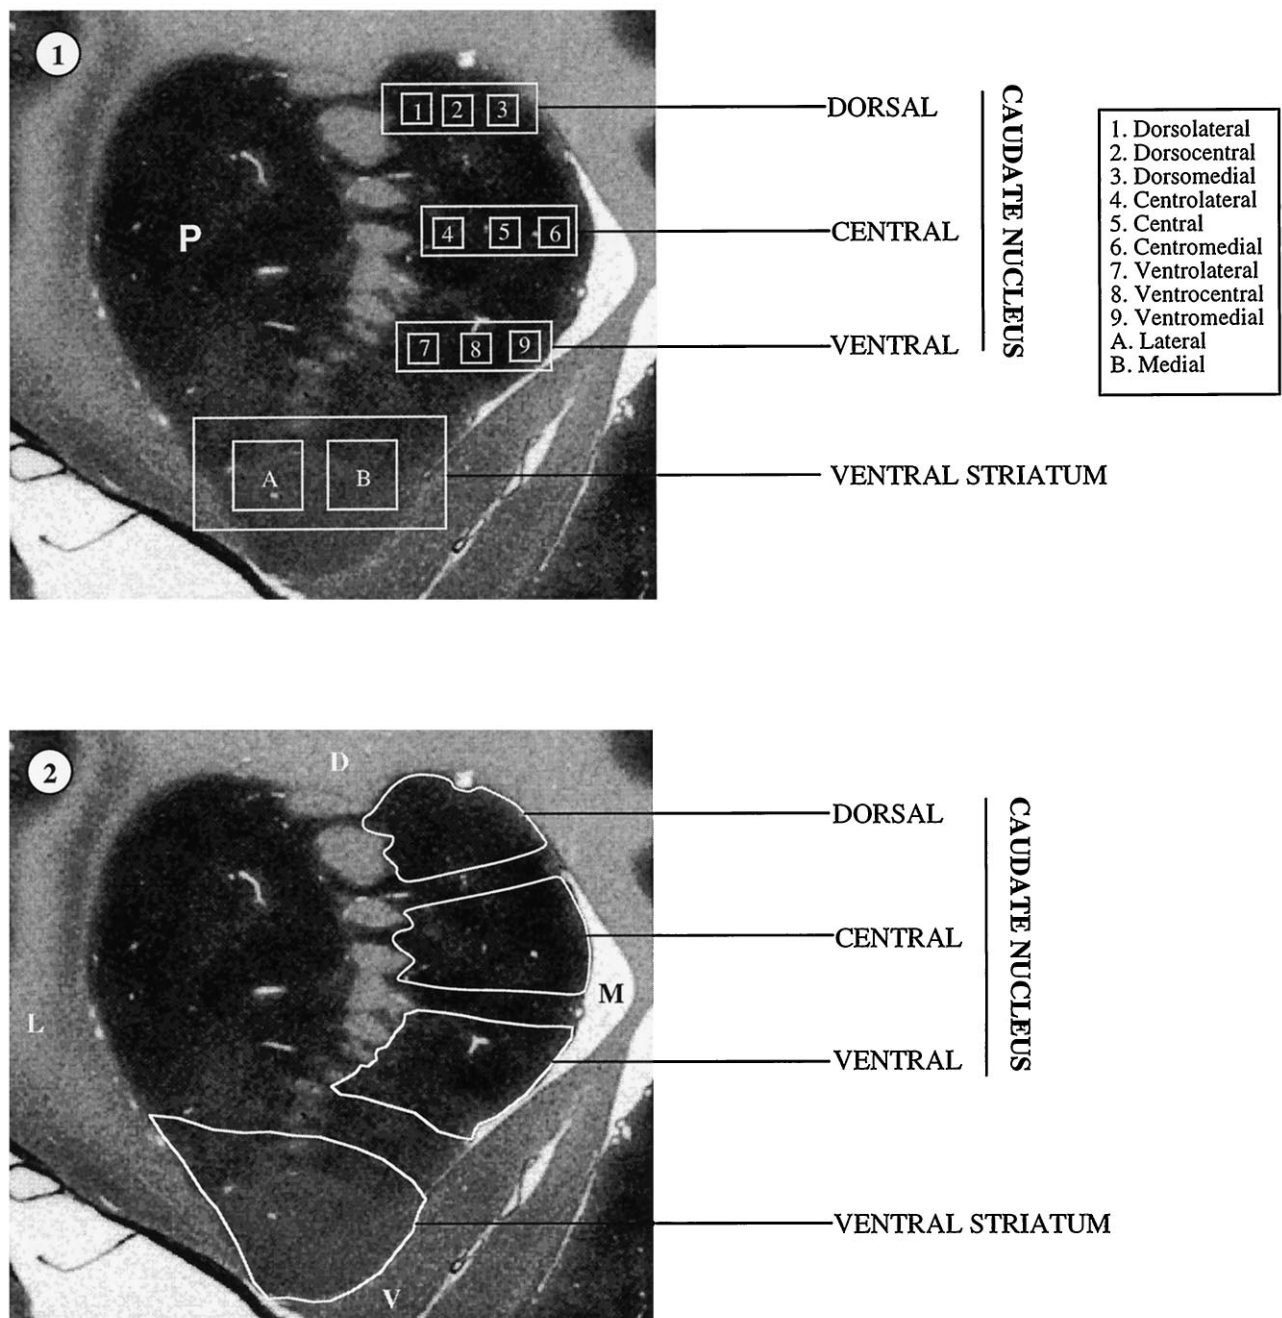 1
1 2 3
DORSAL
P
4 5 6
CENTRAL
7 8 9
VENTRAL
A B
VENTRAL STRIATUM
CAUDATE NUCLEUS
1. Dorsolateral
2. Dorsocentral
3. Dorsomedial
4. Centrolateral
5. Central
6. Centromedial
7. Ventrolateral
8. Ventrocentral
9. Ventromedial
A. Lateral
B. Medial
2
D
DORSAL
CENTRAL
M
L
VENTRAL
VENTRAL STRIATUM
V
CAUDATE NUCLEUS